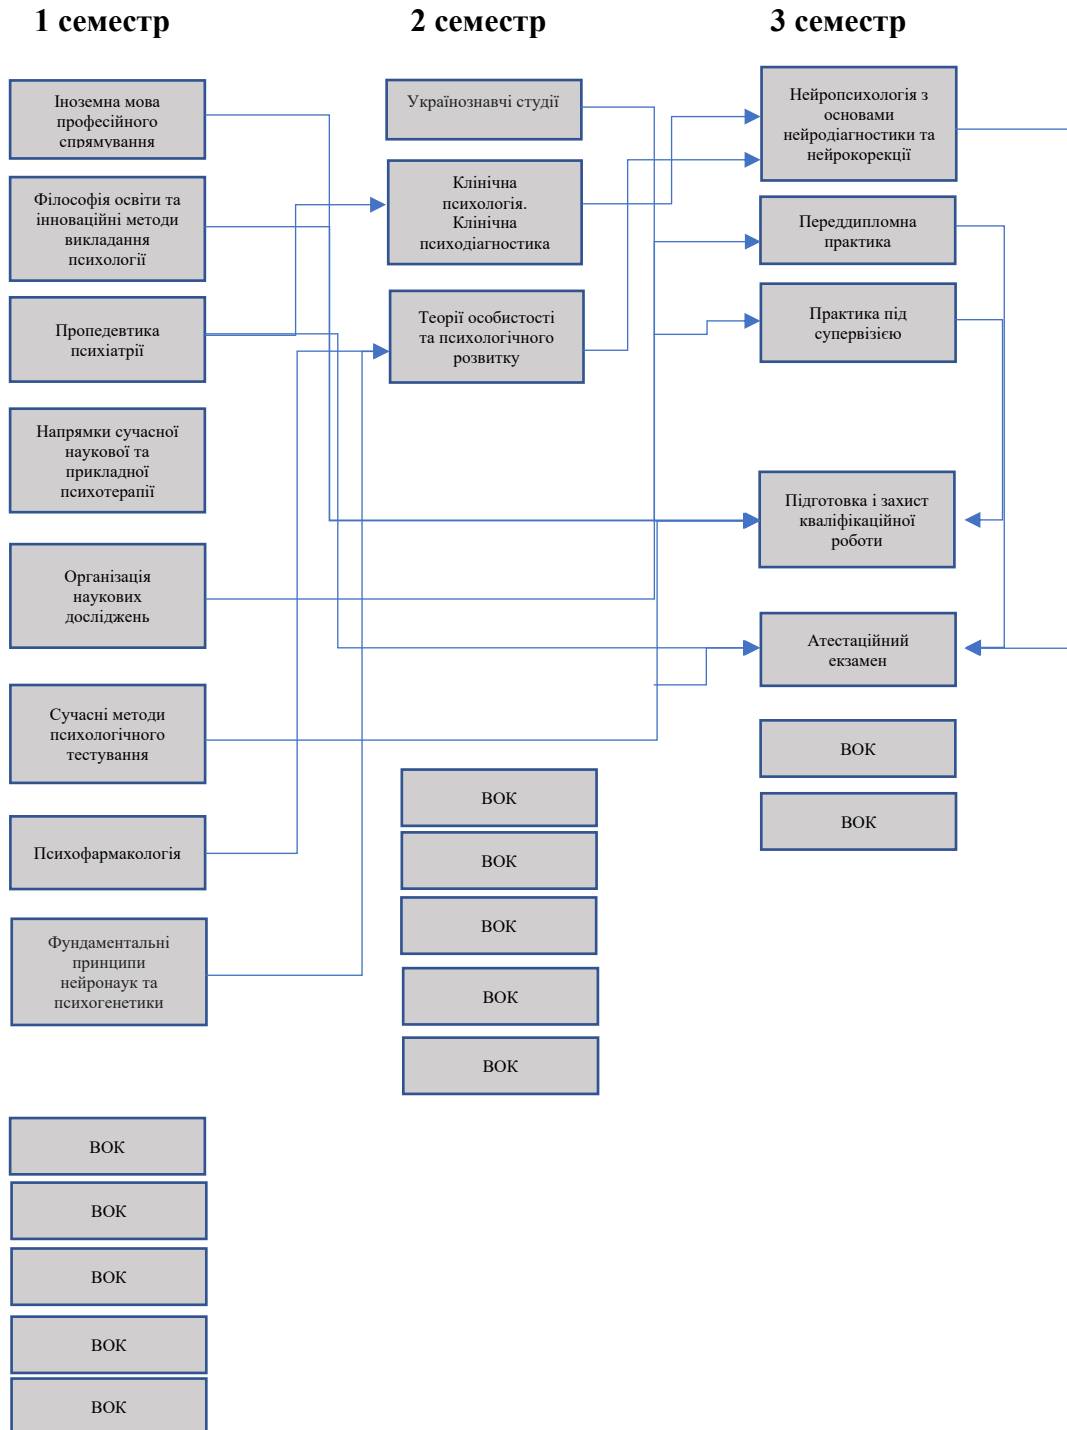 1 семестр
2 семестр
3 семестр
Іноземна мова
професійного
спрямування
Філософія освіти та
інноваційні методи
викладання
психології
Пропедевтика
психіатрії
Напрямки сучасної
наукової та
прикладної
психотерапії
Організація
наукових
досліджень
Сучасні методи
психологічного
тестування
Психофармакологія
Фундаментальні
принципи
нейронаук та
психогенетики
ВОК
ВОК
ВОК
ВОК
ВОК
Українознавчі студії
Клінічна
психологія.
Клінічна
психодіагностика
Теорії особистості
та психологічного
розвитку
ВОК
ВОК
ВОК
ВОК
ВОК
Нейропсихологія з
основами
нейродіагностики та
нейрокорекції
Переддипломна
практика
Практика під
супервізією
Підготовка і захист
кваліфікаційної
роботи
Атестаційний
екзамен
ВОК
ВОК